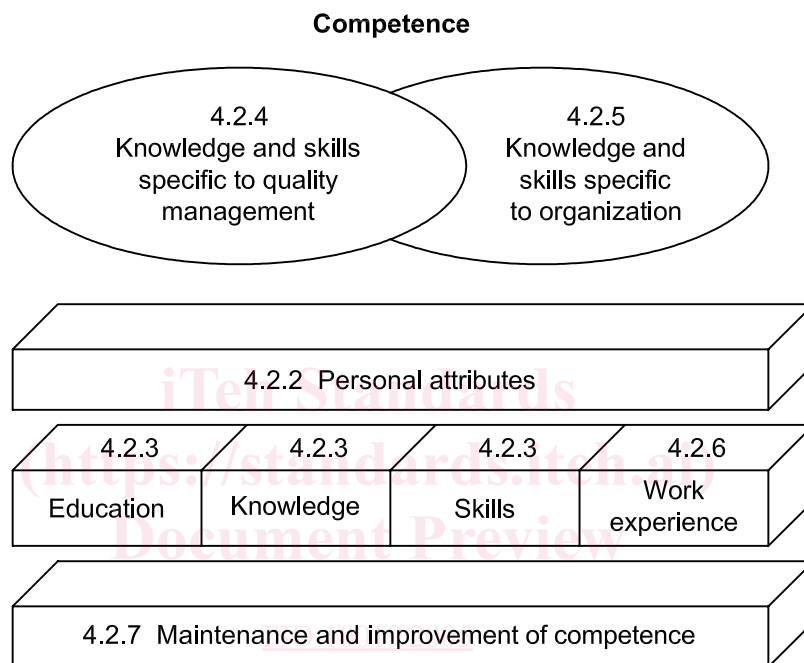 Competence
4.2.4
Knowledge and skills
specific to quality
management
4.2.5
Knowledge and
skills specific
to organization
iTeh Standards
4.2.2 Personal attributes
4.2.3
4.2.3
4.2.3
4.2.6
(https://standards.iteh.ai)
Education
Knowledge
Skills
Work
experience
Document Preview
4.2.7 Maintenance and improvement of competence